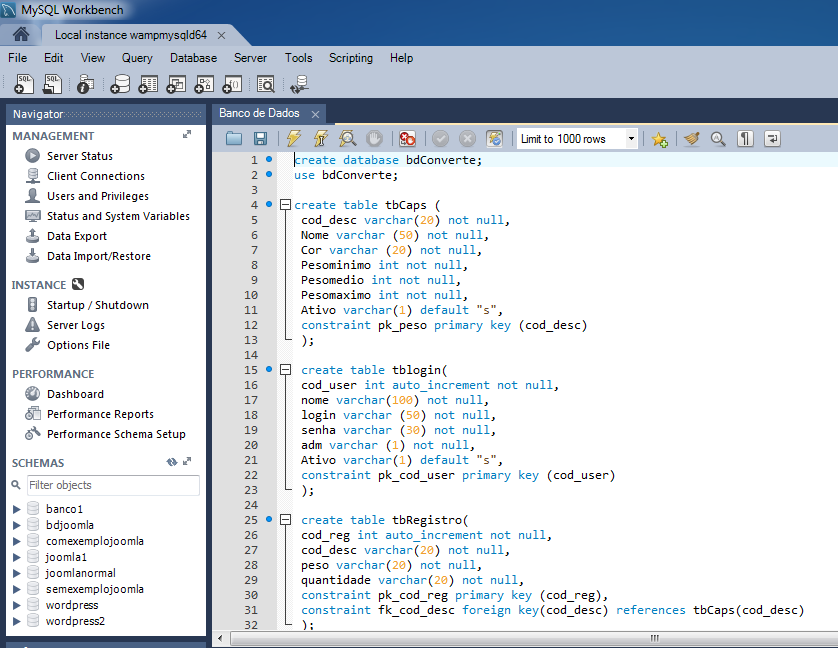 MySQL Workbench
Local instance wampmysqld64
File Edit View Query Database Server Tools Scripting Help
Navigator
MANAGEMENT
Server Status
Client Connections
Users and Privileges
Status and System Variables
Data Export
Data Import/Restore
INSTANCE
Startup / Shutdown
Server Logs
Options File
PERFORMANCE
Dashboard
Performance Reports
Performance Schema Setup
SCHEMAS
Filter objects
banco1
bdjoomla
comexemplojoomla
joomla1
joomlanormal
semexemplojoomla
wordpress
wordpress2
Banco de Dados
Limit to 1000 rows
1 create database bdConverte;
2 use bdConverte;
3
4 create table tbCaps (
5 cod_desc varchar(20) not null,
6 Nome varchar (50) not null,
7 Cor varchar (20) not null,
8 Pesominimo int not null,
9 Pesomedio int not null,
10 Pesomaximo int not null,
11 Ativo varchar(1) default "s",
12 constraint pk_peso primary key (cod_desc)
13 );
14
15 create table tblogin(
16 cod_user int auto_increment not null,
17 nome varchar(100) not null,
18 login varchar (50) not null,
19 senha varchar (30) not null,
20 adm varchar (1) not null,
21 Ativo varchar(1) default "s",
22 constraint pk_cod_user primary key (cod_user)
23 );
24
25 create table tbRegistro(
26 cod_reg int auto_increment not null,
27 cod_desc varchar(20) not null,
28 peso varchar(20) not null,
29 quantidade varchar(20) not null,
30 constraint pk_cod_reg primary key (cod_reg),
31 constraint fk_cod_desc foreign key(cod_desc) references tbCaps(cod_desc)
32 );